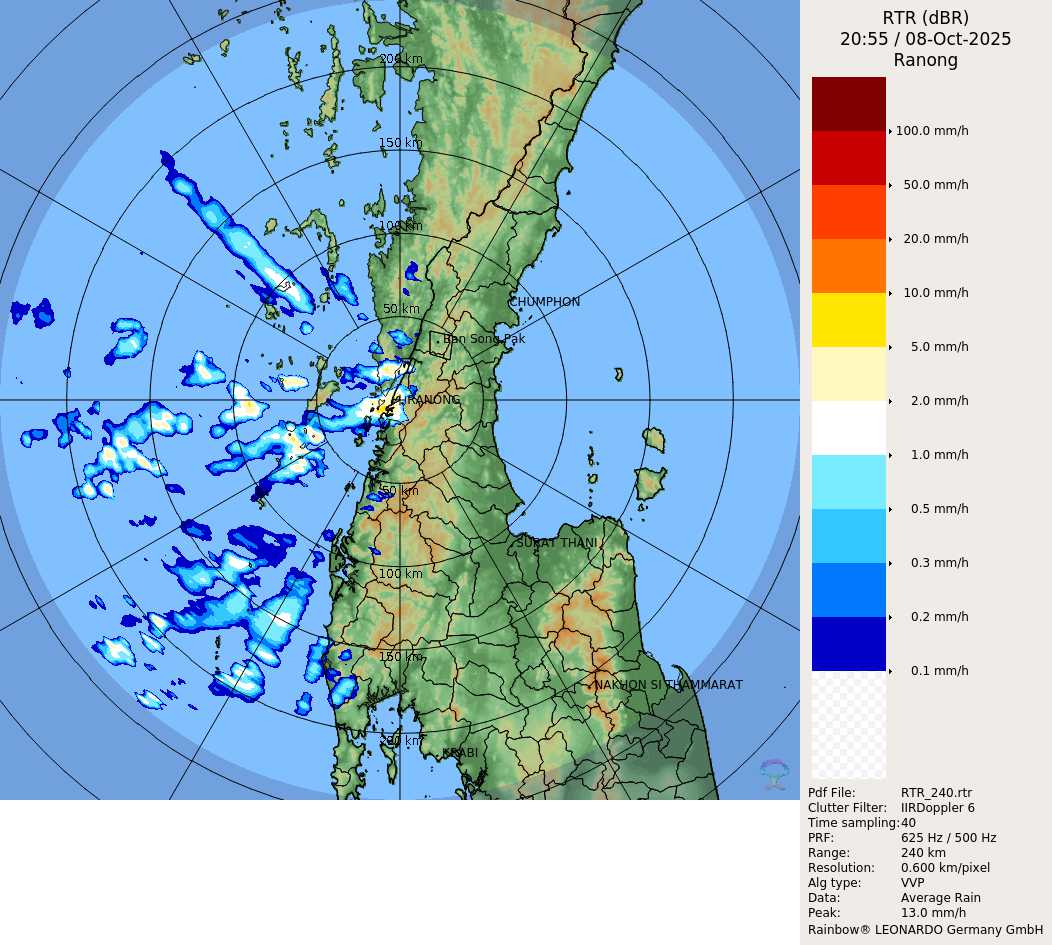 RTR (dBR)
20:55 / 08-Oct-2025
Ranong
200 km
150 km
100 km
50 km
CHUMPHON
Ban Song Pak
RANONG
50 km
SURAT THANI
100 km
150 km
NAKHON SI THAMMARAT
200 km
KRABI
100.0 mm/h
50.0 mm/h
20.0 mm/h
10.0 mm/h
5.0 mm/h
2.0 mm/h
1.0 mm/h
0.5 mm/h
0.3 mm/h
0.2 mm/h
0.1 mm/h
Pdf File: RTR_240.rtr
Clutter Filter: IIRDoppler 6
Time sampling:40
PRF: 625 Hz / 500 Hz
Range: 240 km
Resolution: 0.600 km/pixel
Alg type: VVP
Data: Average Rain
Peak: 13.0 mm/h
Rainbow® LEONARDO Germany GmbH